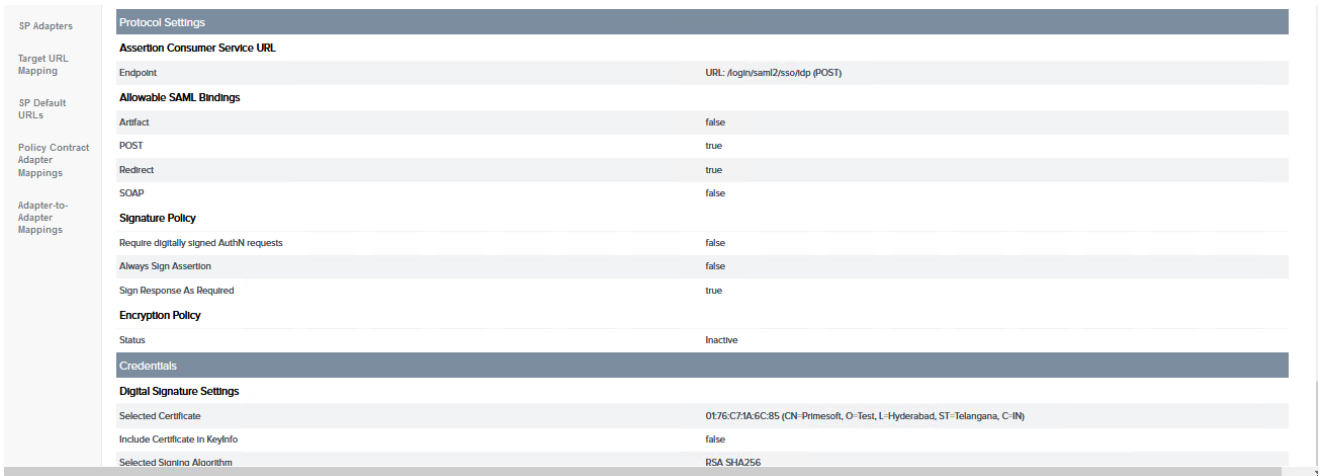 SP Adapters
Target URL
Mapping
SP Default
URLs
Policy Contract
Adapter
Mappings
Adapter-to-
Adapter
Mappings
Protocol Settings
Assertion Consumer Service URL
Endpoint URL: /login/saml2/sso/idp (POST)
Allowable SAML Bindings
Artifact false
POST true
Redirect true
SOAP false
Signature Policy
Require digitally signed AuthN requests false
Always Sign Assertion false
Sign Response As Required true
Encryption Policy
Status Inactive
Credentials
Digital Signature Settings
Selected Certificate 01:76:C7:1A:6C:85 (CN=Primesoft, O=Test, L=Hyderabad, ST=Telangana, C=IN)
Include Certificate in KeyInfo false
Selected Signing Algorithm RSA SHA256